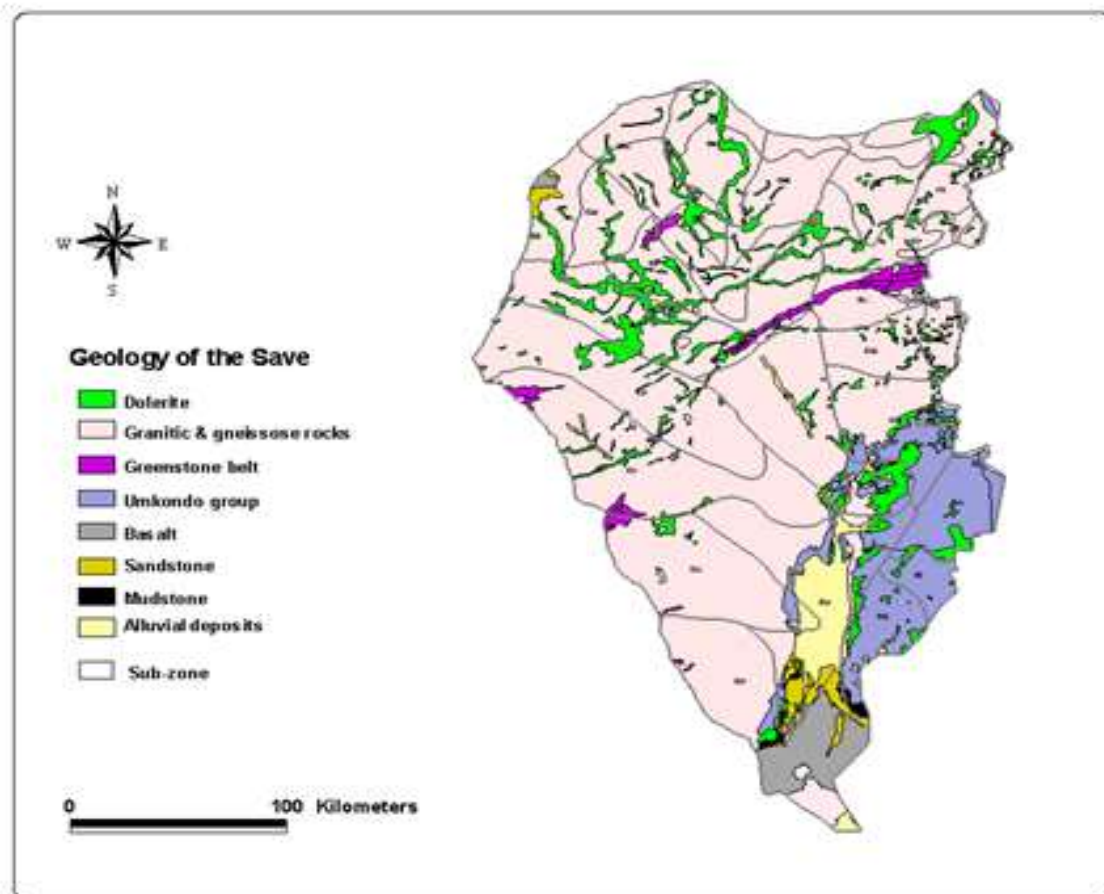 N
W E
S
Geology of the Save
Dolerite
Granitic & gneissose rocks
Greenstone belt
Umkondo group
Basalt
Sandstone
Mudstone
Alluvial deposits
Sub-zone
0 100 Kilometers